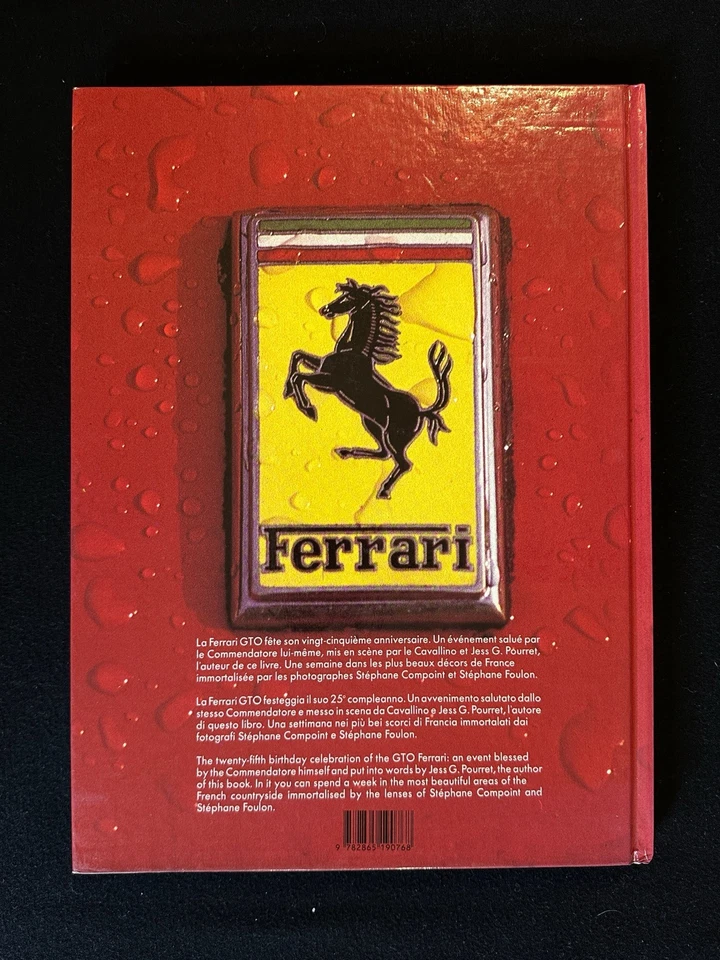 Ferrari
La Ferrari GTO fête son vingt-cinquième anniversaire. Un événement salué par
le Commendatore lui-même, mis en scène par le Cavallino et Jess G. Pourret,
l'auteur de ce livre. Une semaine dans les plus beaux décors de France
immortalisée par les photographes Stéphane Compoint et Stéphane Foulon.
La Ferrari GTO festeggia il suo 25° compleanno. Un avvenimento salutato dallo
stesso Commendatore e messo in scena da Cavallino e Jess G. Pourret, l'autore
di questo libro. Una settimana nei più bei scorci di Francia immortalati dai
fotografi Stéphane Compoint e Stéphane Foulon.
The twenty-fifth birthday celebration of the GTO Ferrari: an event blessed
by the Commendatore himself and put into words by Jess G. Pourret, the author
of this book. In it you can spend a week in the most beautiful areas of the
French countryside immortalised by the lenses of Stéphane Compoint and
Stéphane Foulon.
9 782865 190768